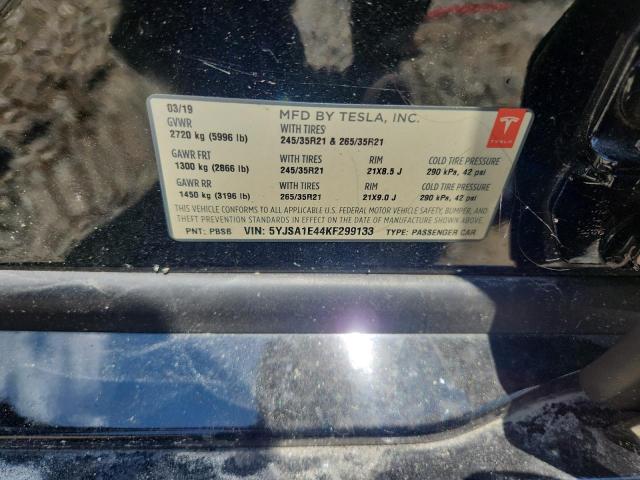 03/19 MFD BY TESLA, INC.
GVWR WITH TIRES
2720 kg (5996 lb) 245/35R21 & 265/35R21
TESLA
GAWR FRT WITH TIRES RIM COLD TIRE PRESSURE
1300 kg (2866 lb) 245/35R21 21X8.5 J 290 kPa, 42 psi
GAWR RR WITH TIRES RIM COLD TIRE PRESSURE
1450 kg (3196 lb) 265/35R21 21X9.0 J 290 kPa, 42 psi
THIS VEHICLE CONFORMS TO ALL APPLICABLE U.S. FEDERAL MOTOR VEHICLE SAFETY, BUMPER, AND
THEFT PREVENTION STANDARDS IN EFFECT ON THE DATE OF MANUFACTURE SHOWN ABOVE.
PNT: PBSB VIN: 5YJSA1E44KF299133 TYPE: PASSENGER CAR